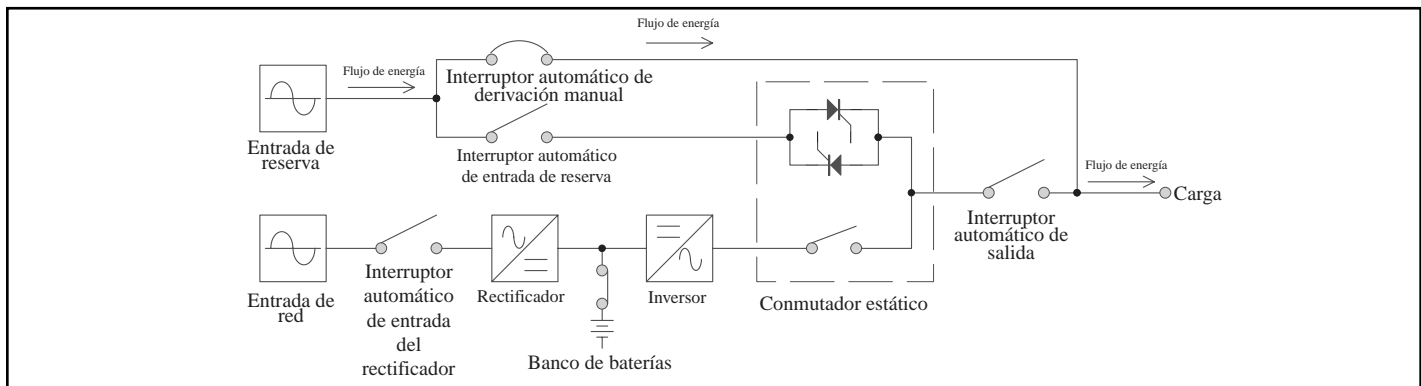 Flujo de energía
Flujo de energía
Interruptor automático de
derivación manual
Entrada de
reserva
Interruptor automático
de entrada de reserva
Flujo de energía
Carga
Interruptor
automático de
salida
Entrada de
red
Interruptor
automático
de entrada
del
rectificador
Rectificador
Inversor
Conmutador estático
Banco de baterías